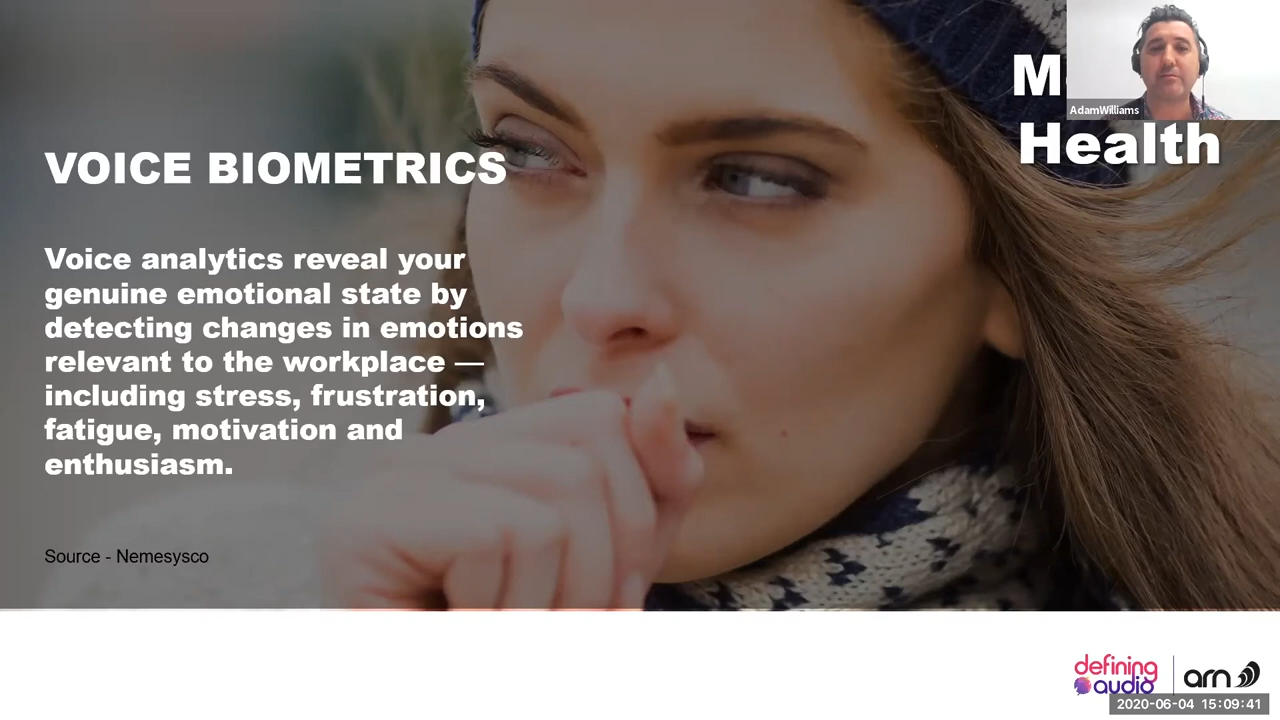 AdamWilliams
Health
VOICE BIOMETRICS
Voice analytics reveal your
genuine emotional state by
detecting changes in emotions
relevant to the workplace —
including stress, frustration,
fatigue, motivation and
enthusiasm.
Source - Nemesysco
defining
audio
arn
2020-06-04 15:09:41